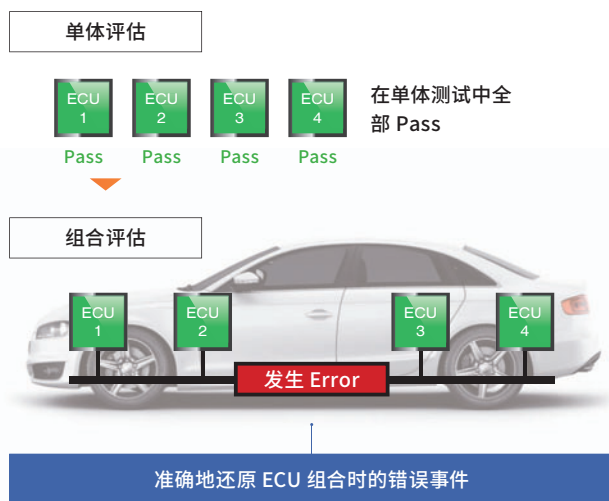 单体评估
ECU
1
ECU
2
ECU
3
ECU
4
在单体测试中全
部 Pass
Pass
Pass
Pass
Pass
组合评估
ECU
1
ECU
2
ECU
3
ECU
4
发生 Error
准确地还原 ECU 组合时的错误事件